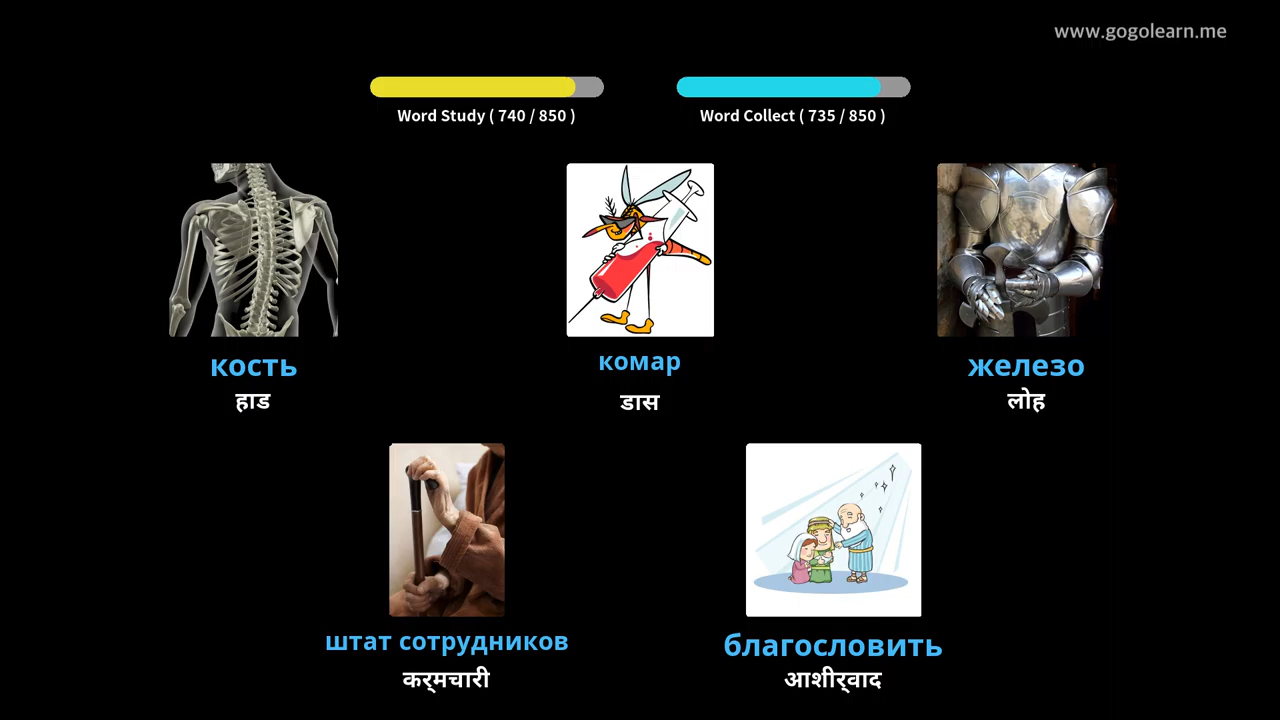 www.gogolearn.me
Word Study ( 740 / 850 )
Word Collect ( 735 / 850 )
кость
हाड
комар
डास
железо
लोह
штат сотрудников
कर्‍मचारी
благословить
आशीर्‍वाद